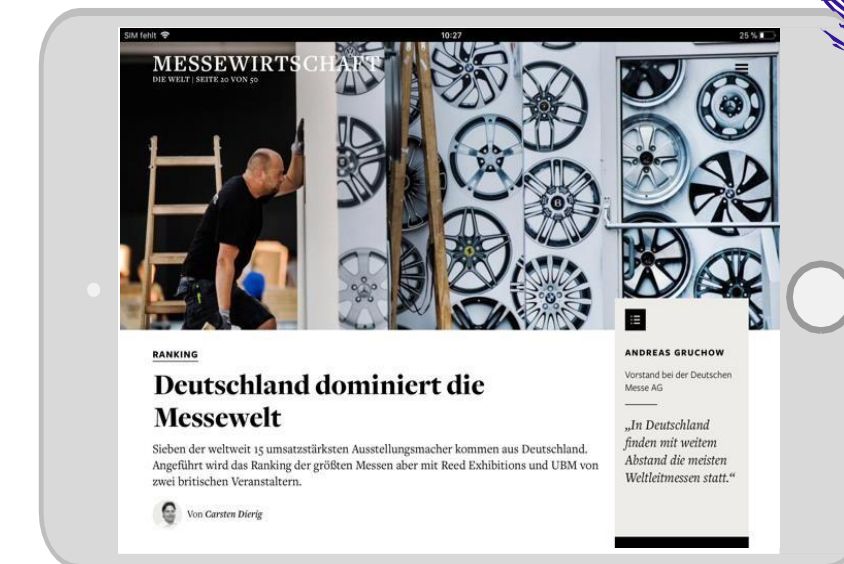 SIM fehlt 10:27 25 %
MESSEWIRTSCHAFT
DIE WELT | SEITE 20 VON 50
RANKING
Deutschland dominiert die
Messewelt
Sieben der weltweit 15 umsatzstärksten Ausstellungsmacher kommen aus Deutschland.
Angeführt wird das Ranking der größten Messen aber mit Reed Exhibitions und UBM von
zwei britischen Veranstaltern.
Von Carsten Dierig
ANDREAS GRUCHOW
Vorstand bei der Deutschen
Messe AG
„In Deutschland
finden mit weitem
Abstand die meisten
Weltleitmessen statt.“